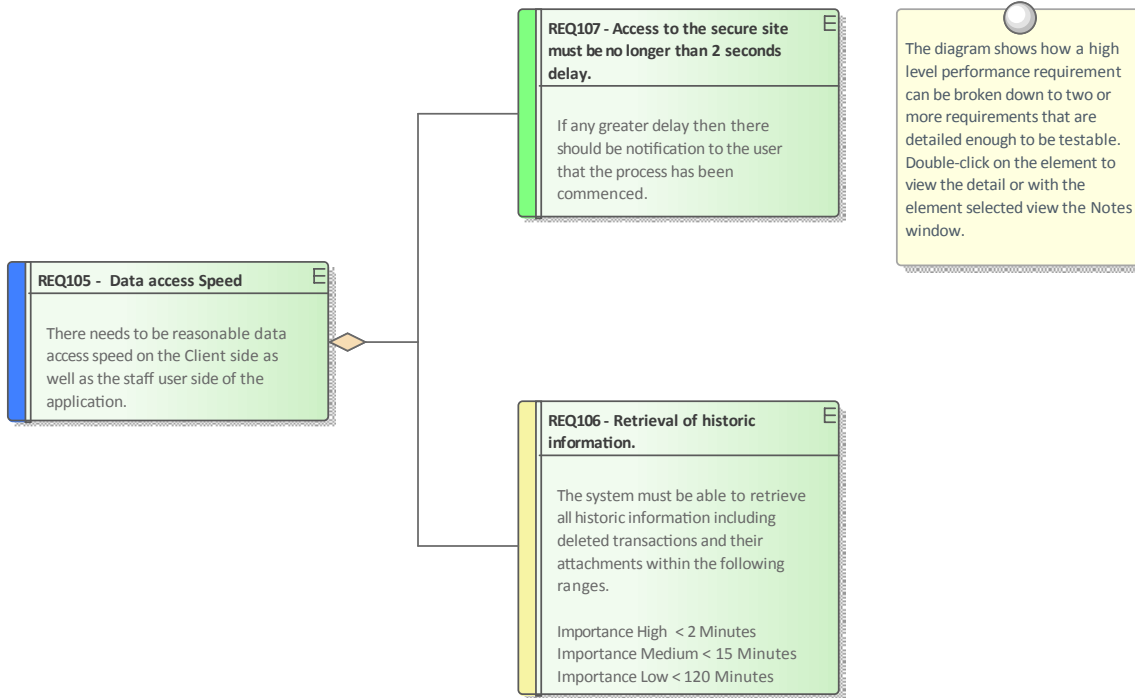 REQ107 - Access to the secure site
must be no longer than 2 seconds
delay.
If any greater delay then there
should be notification to the user
that the process has been
commenced.
The diagram shows how a high
level performance requirement
can be broken down to two or
more requirements that are
detailed enough to be testable.
Double-click on the element to
view the detail or with the
element selected view the Notes
window.
REQ105 - Data access Speed
There needs to be reasonable data
access speed on the Client side as
well as the staff user side of the
application.
REQ106 - Retrieval of historic
information.
The system must be able to retrieve
all historic information including
deleted transactions and their
attachments within the following
ranges.
Importance High < 2 Minutes
Importance Medium < 15 Minutes
Importance Low < 120 Minutes